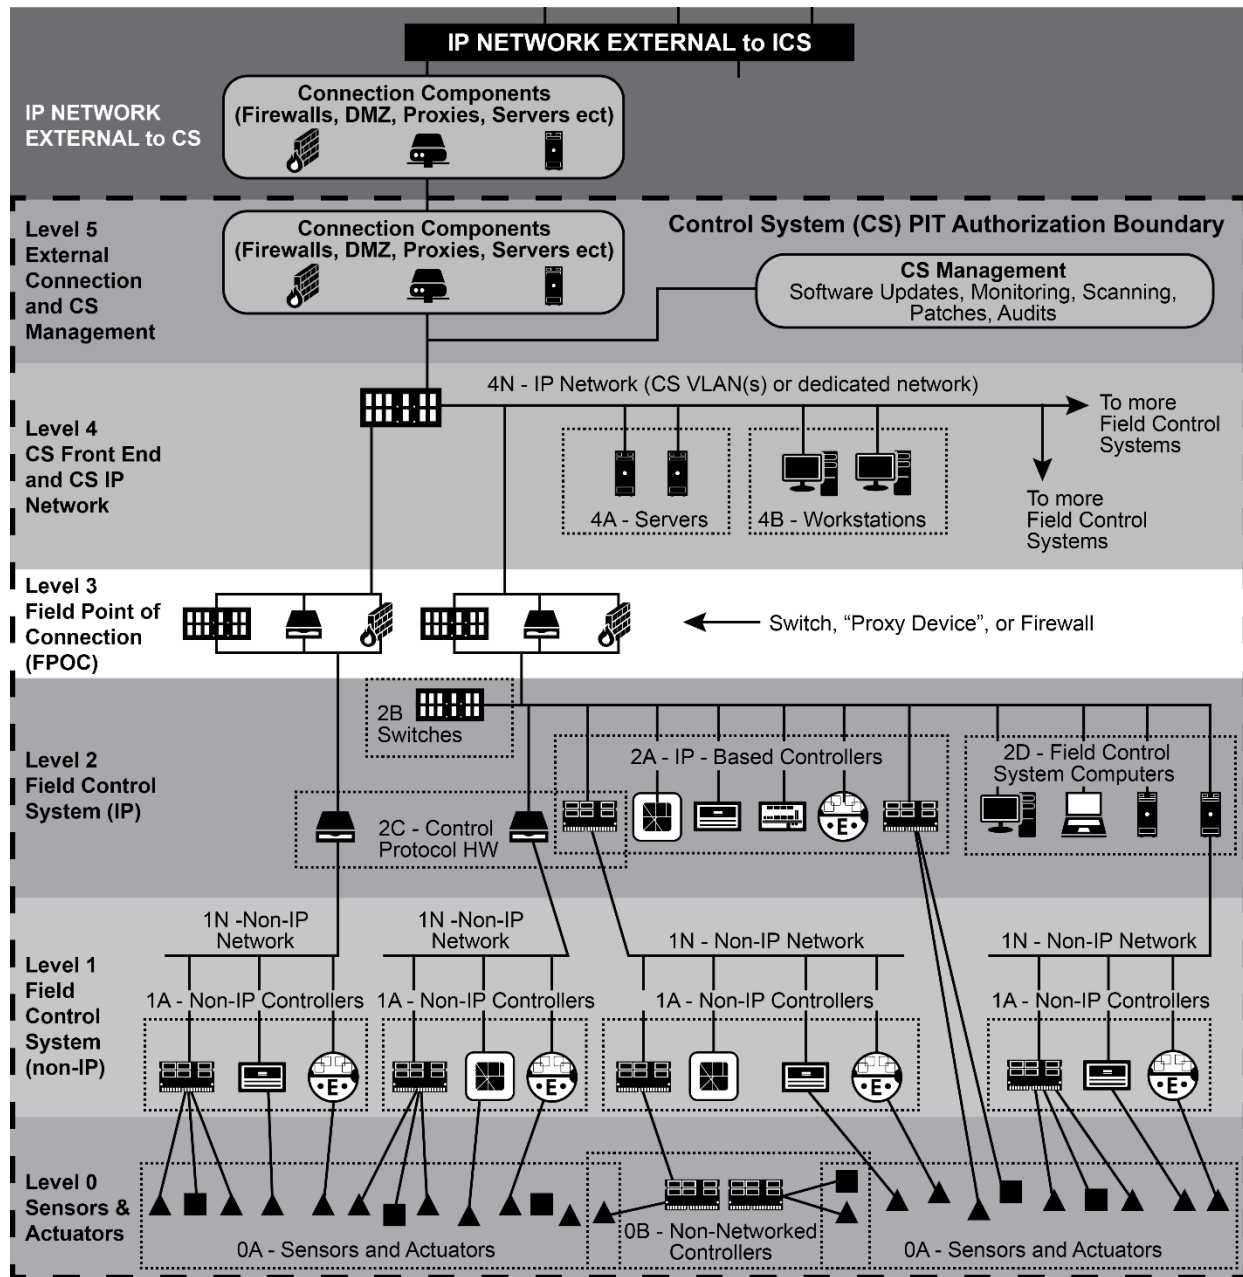 IP NETWORK EXTERNAL to ICS
IP NETWORK
EXTERNAL to CS
Connection Components
(Firewalls, DMZ, Proxies, Servers ect)
Level 5
External
Connection
and CS
Management
Connection Components
(Firewalls, DMZ, Proxies, Servers ect)
Control System (CS) PIT Authorization Boundary
CS Management
Software Updates, Monitoring, Scanning,
Patches, Audits
Level 4
CS Front End
and CS IP
Network
4N - IP Network (CS VLAN(s) or dedicated network)
To more
Field Control
Systems
To more
Field Control
Systems
4A - Servers
4B - Workstations
Level 3
Field Point of
Connection
(FPOC)
Switch, “Proxy Device”, or Firewall
Level 2
Field Control
System (IP)
2B
Switches
2A - IP - Based Controllers
2D - Field Control
System Computers
2C - Control
Protocol HW
E
Level 1
Field
Control
System
(non-IP)
1N -Non-IP
Network
1N -Non-IP
Network
1N - Non-IP Network
1N - Non-IP Network
1A - Non-IP Controllers
1A - Non-IP Controllers
1A - Non-IP Controllers
1A - Non-IP Controllers
E
E
E
E
Level 0
Sensors &
Actuators
0A - Sensors and Actuators
0B - Non-Networked
Controllers
0A - Sensors and Actuators